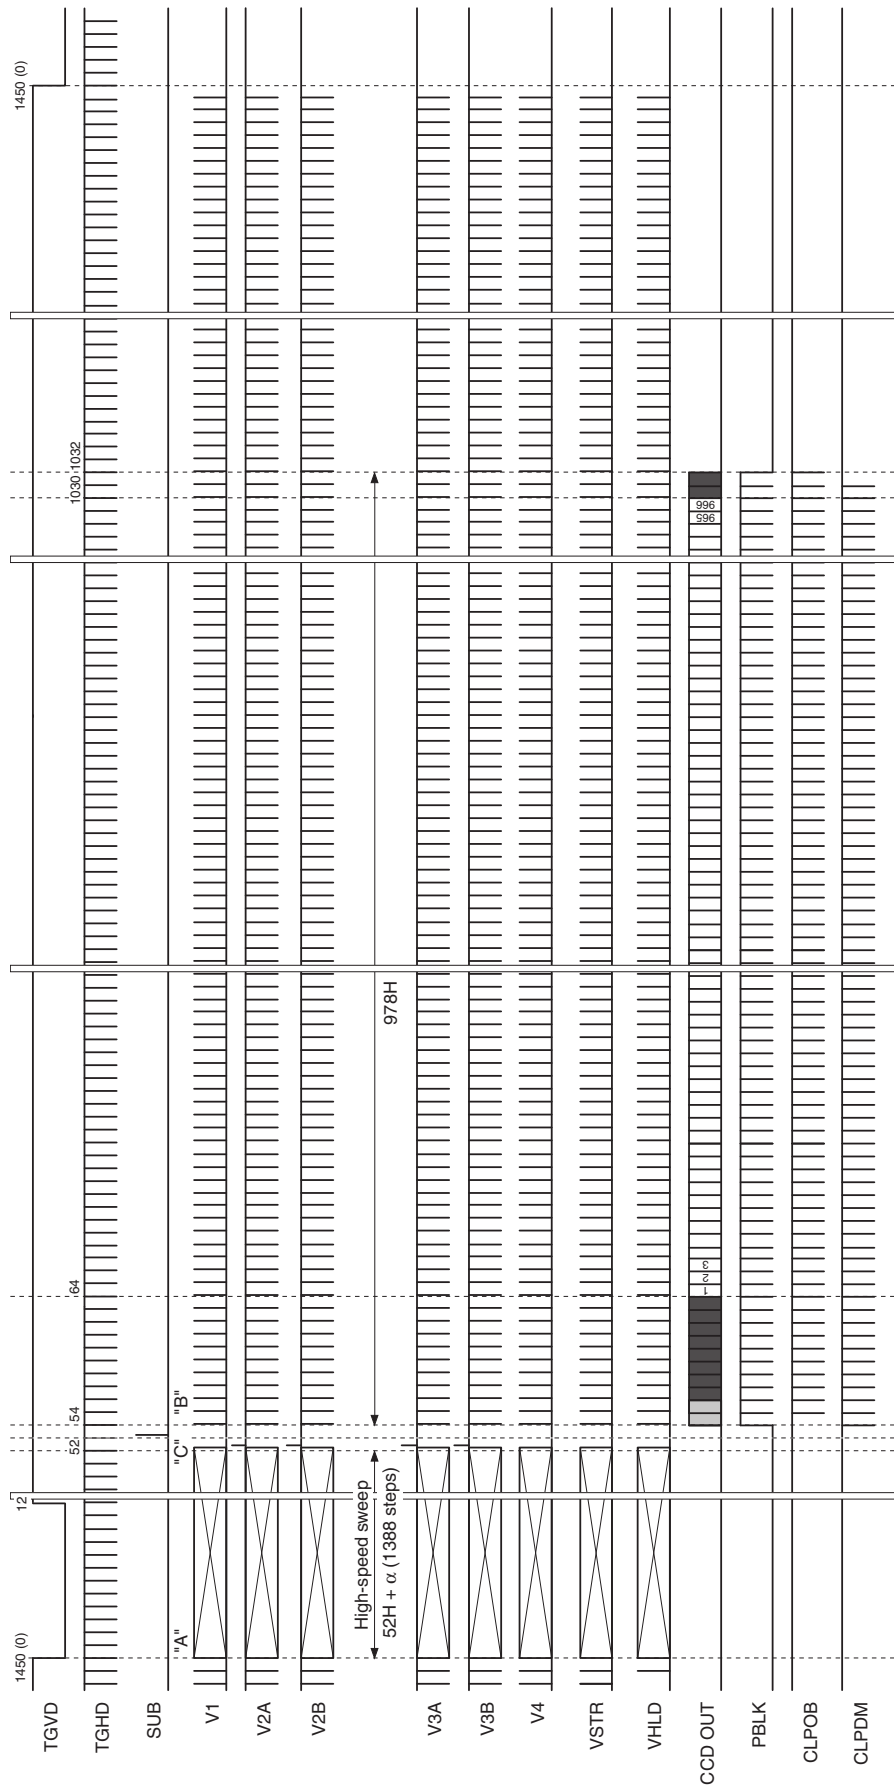 TGVD
TGHD
SUB
V1
V2A
V2B
V3A
V3B
V4
VSTR
VHLD
CCD OUT
PBLK
CLPOB
CLPDM
1450 (0)
12
52
54
64
1030
1032
1450 (0)
"A"
"C"
"B"
High-speed sweep
52H + α (1388 steps)
978H
1
2
3
965
966